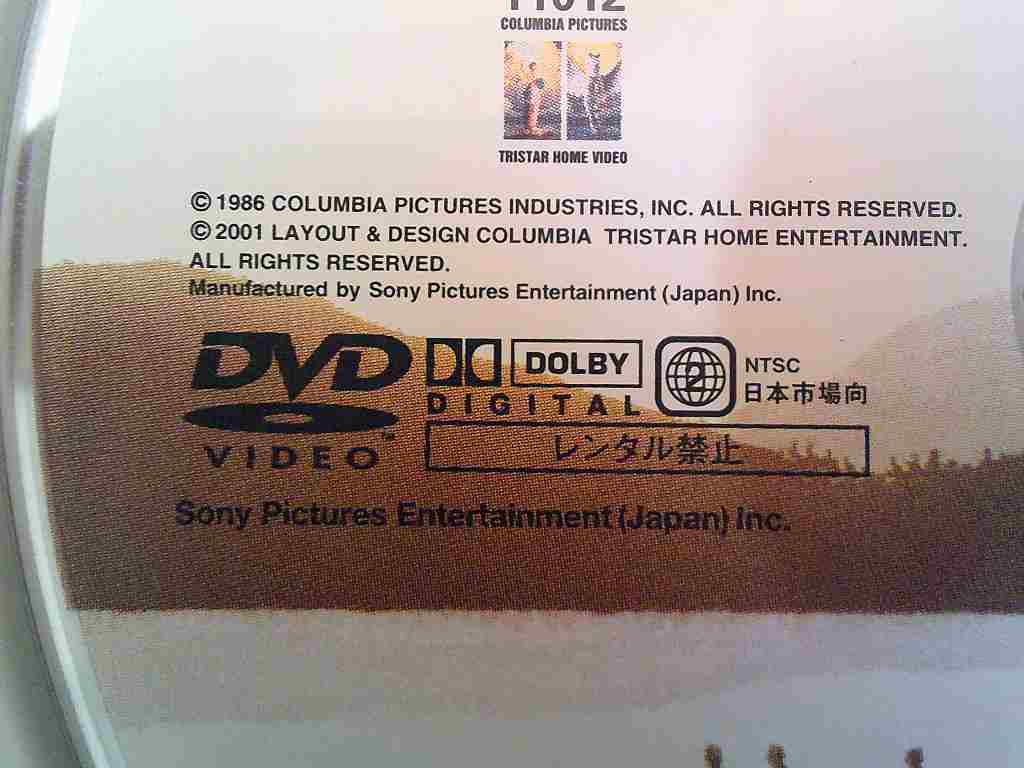 COLUMBIA PICTURES
TRISTAR HOME VIDEO
© 1986 COLUMBIA PICTURES INDUSTRIES, INC. ALL RIGHTS RESERVED.
© 2001 LAYOUT & DESIGN COLUMBIA TRISTAR HOME ENTERTAINMENT.
ALL RIGHTS RESERVED.
Manufactured by Sony Pictures Entertainment (Japan) Inc.
DVD
VIDEO
™
DOLBY
DIGITAL
2
NTSC
日本市場向
レンタル禁止
Sony Pictures Entertainment (Japan) Inc.